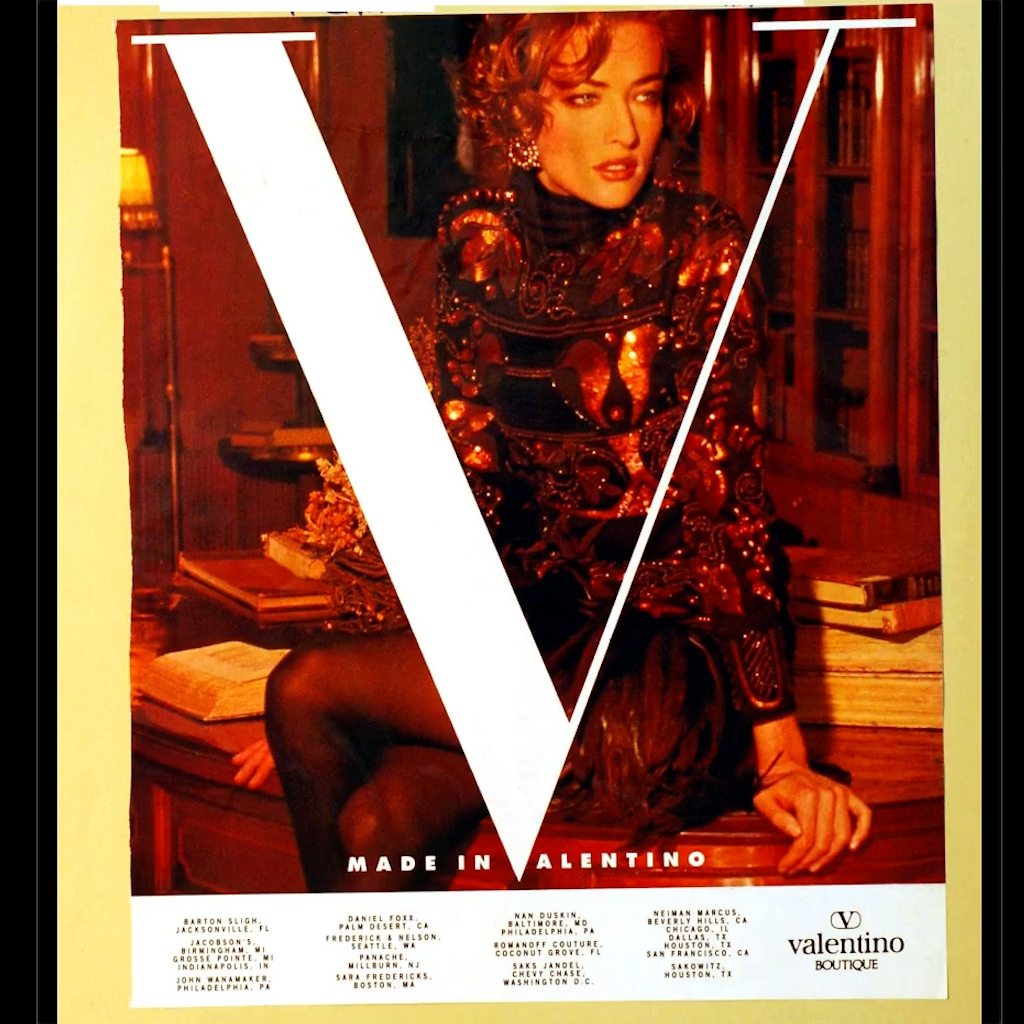 V
MADE IN VALENTINO
BARTON SLIGH,
JACKSONVILLE, FL
JACOBSON'S,
BIRMINGHAM, MI
GROSSE POINTE, MI
INDIANAPOLIS, IN
JOHN WANAMAKER,
PHILADELPHIA, PA
DANIEL FOXX,
PALM DESERT, CA
FREDERICK & NELSON,
SEATTLE, WA
PANACHE,
MILLBURN, NJ
SARA FREDERICKS,
BOSTON, MA
NAN DUSKIN,
BALTIMORE, MD
PHILADELPHIA, PA
ROMANOFF COUTURE,
COCONUT GROVE, FL
SAKS JANDEL,
CHEVY CHASE,
WASHINGTON D.C.
NEIMAN MARCUS,
BEVERLY HILLS, CA
CHICAGO, IL
DALLAS, TX
HOUSTON, TX
SAN FRANCISCO, CA
SAKOWITZ,
HOUSTON, TX
V
valentino
BOUTIQUE